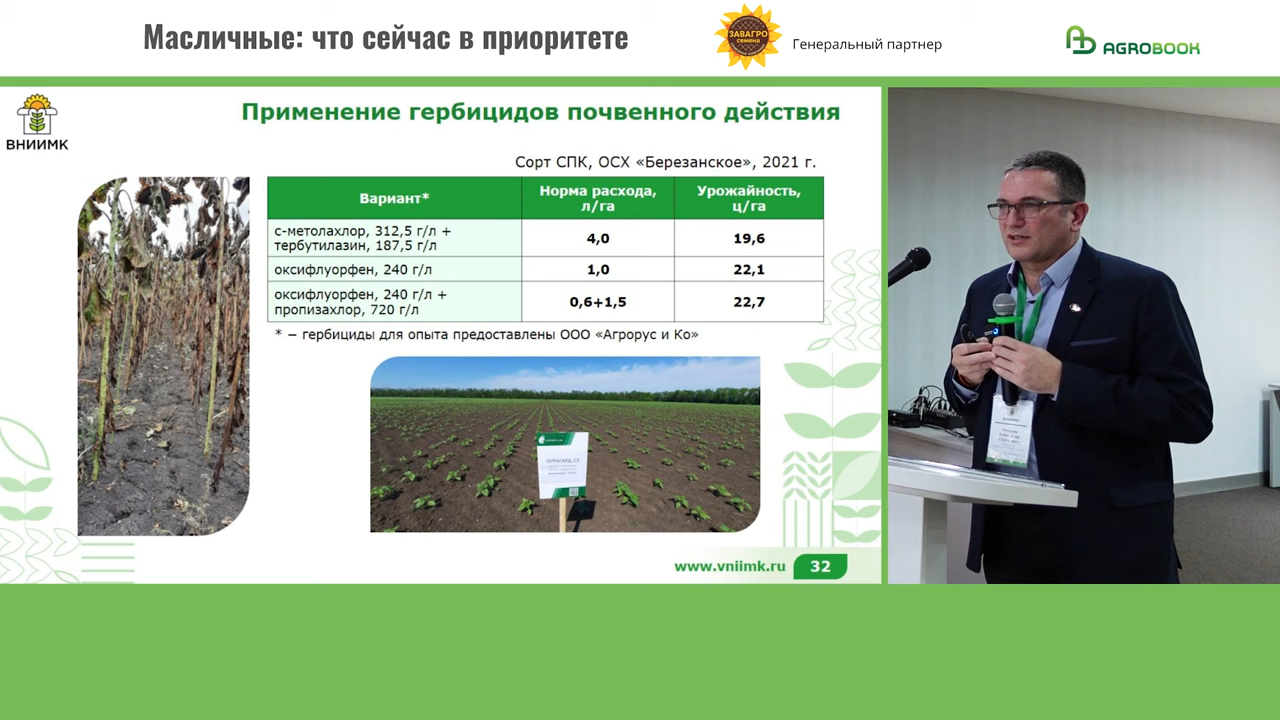 Масличные: что сейчас в приоритете
ЗАВАГРО
семена
Генеральный партнер
AGROBOOK
ВНИИМК
Применение гербицидов почвенного действия
Сорт СПК, ОСХ «Березанское», 2021 г.
Вариант*
Норма расхода,
л/га
Урожайность,
ц/га
с-метолахлор, 312,5 г/л +
тербутилазин, 187,5 г/л
4,0
19,6
оксифлуорфен, 240 г/л
1,0
22,1
оксифлуорфен, 240 г/л +
пропизахлор, 720 г/л
0,6+1,5
22,7
* – гербициды для опыта предоставлены ООО «Агрорус и Ко»
www.vniimk.ru
32